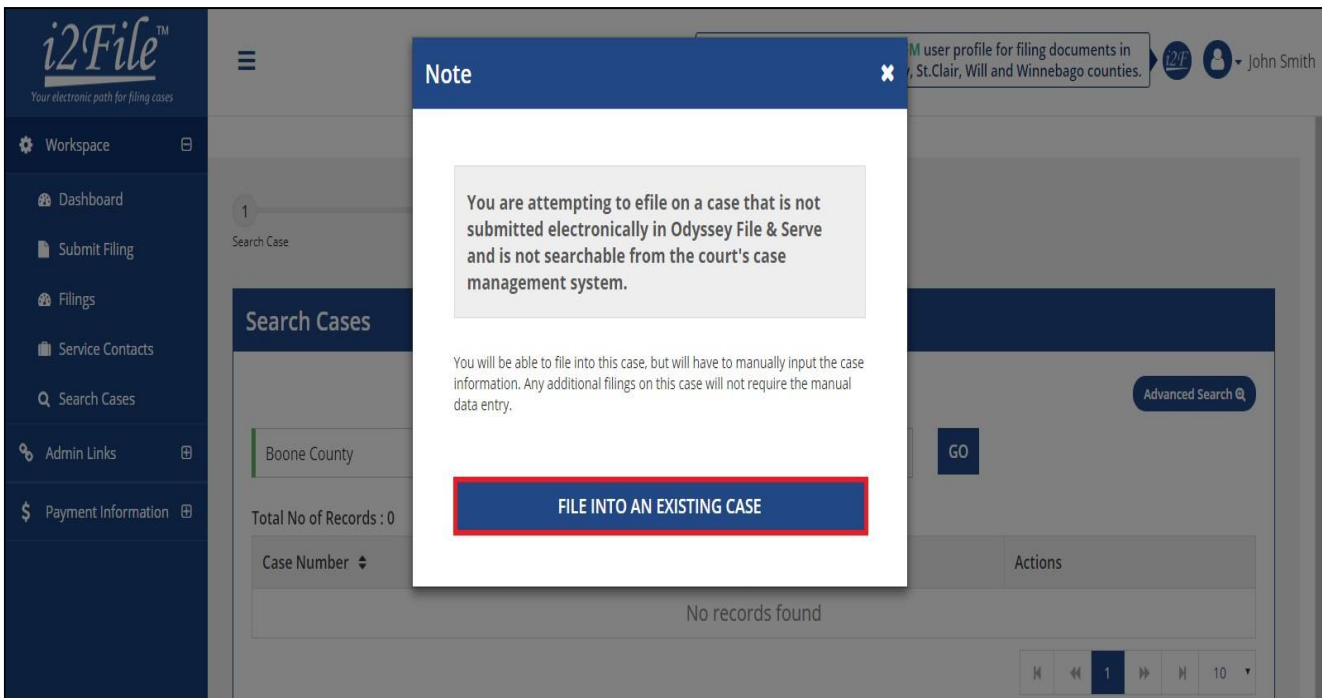 i2File™
Your electronic path for filing cases
Workspace
Dashboard
Submit Filing
Filings
Service Contacts
Search Cases
Admin Links
$ Payment Information
M user profile for filing documents in
, St.Clair, Will and Winnebago counties.
i2F
John Smith
Note
You are attempting to efile on a case that is not
submitted electronically in Odyssey File & Serve
and is not searchable from the court's case
management system.
You will be able to file into this case, but will have to manually input the case
information. Any additional filings on this case will not require the manual
data entry.
FILE INTO AN EXISTING CASE
1
Search Case
Search Cases
Advanced Search
Boone County
GO
Total No of Records : 0
Case Number
Actions
No records found
1
10